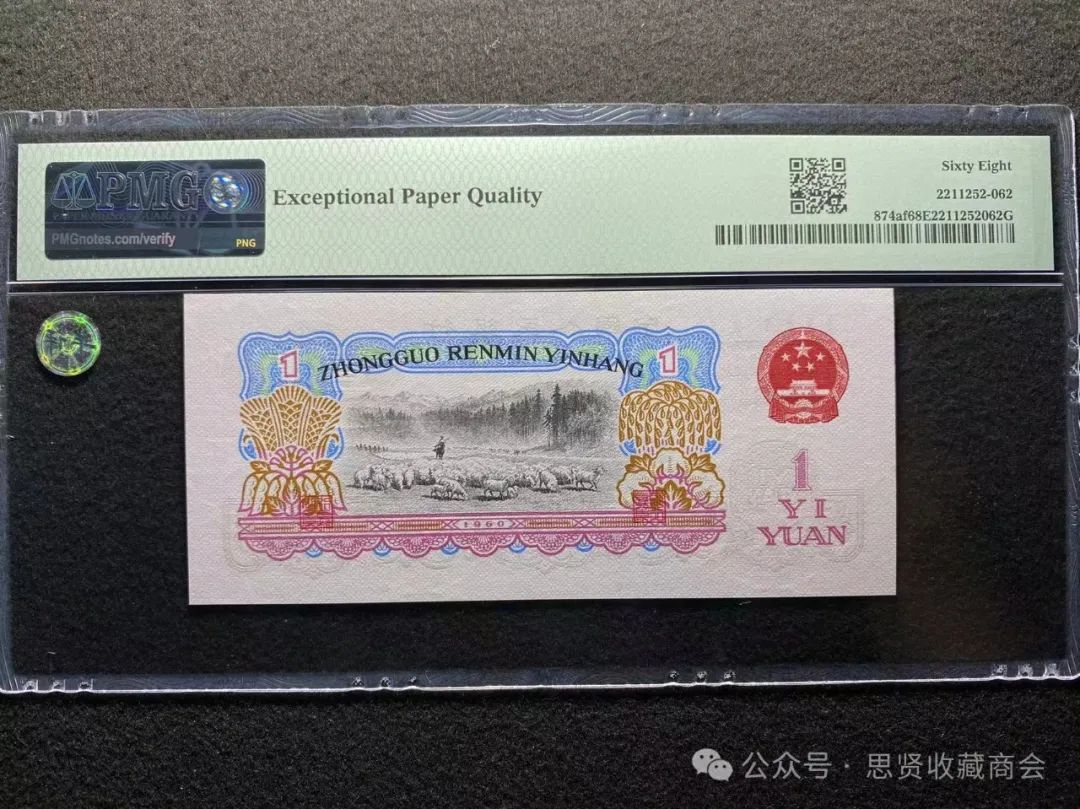 PMG
PMGnotes.com/verify
PNG
Exceptional Paper Quality
Sixty Eight
2211252-062
874af68E2211252062G
1
ZHONGGUO RENMIN YINHANG
1
1960
1
YI
YUAN
公众号·思贤收藏商会